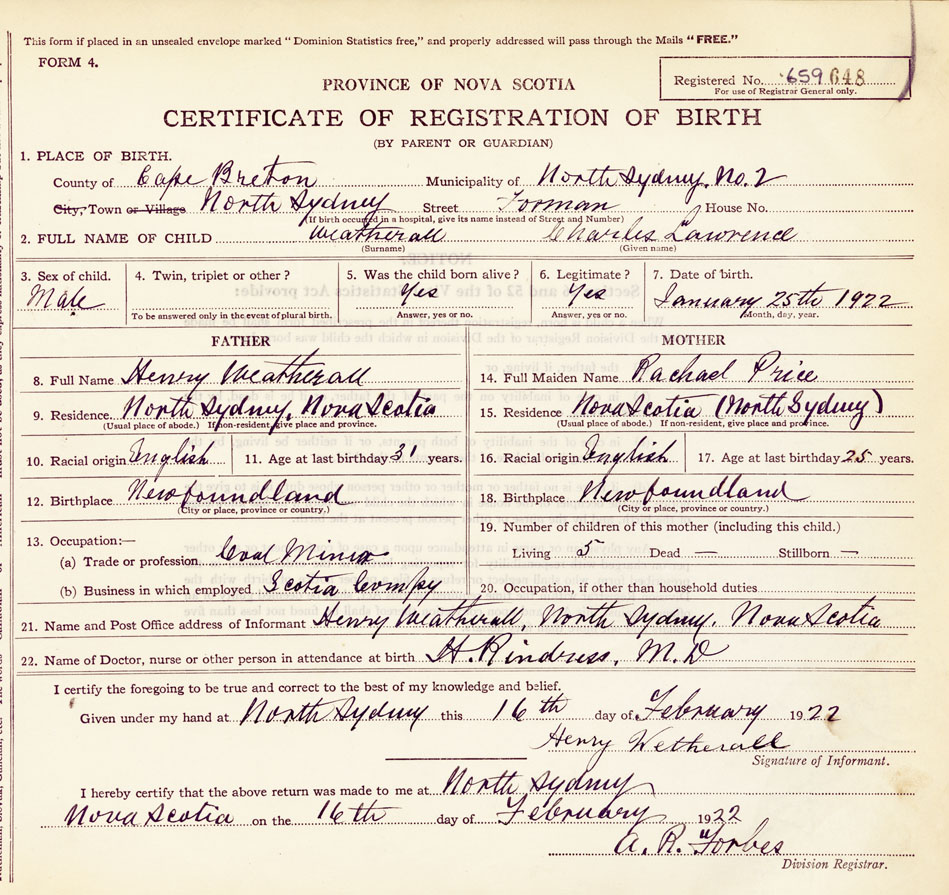 This form if placed in an unsealed envelope marked "Dominion Statistics free," and properly addressed will pass through the Mails "FREE."
FORM 4.
Registered No. 659 648
For use of Registrar General only.
PROVINCE OF NOVA SCOTIA
CERTIFICATE OF REGISTRATION OF BIRTH
(BY PARENT OR GUARDIAN)
1. PLACE OF BIRTH.
County of Cape Breton Municipality of North Sydney, No. 2
City, Town or Village North Sydney Street Forman House No.
(If birth occurred in a hospital, give its name instead of Street and Number)
2. FULL NAME OF CHILD Weatherall Charles Lawrence
(Surname) (Given name)
3. Sex of child. 4. Twin, triplet or other? 5. Was the child born alive? 6. Legitimate? 7. Date of birth.
Male Yes Yes January 25th 1922
To be answered only in the event of plural birth. Answer, yes or no. Answer, yes or no. Month, day, year.
FATHER MOTHER
8. Full Name Henry Weatherall 14. Full Maiden Name Rachael Price
9. Residence. North Sydney, Nova Scotia 15. Residence Nova Scotia (North Sydney)
(Usual place of abode.) If non-resident, give place and province. (Usual place of abode.) If non-resident, give place and province.
10. Racial origin English 11. Age at last birthday 31 years. 16. Racial origin English 17. Age at last birthday 25 years.
12. Birthplace Newfoundland 18. Birthplace Newfoundland
(City or place, province or country.) (City or place, province or country.)
19. Number of children of this mother (including this child.)
13. Occupation:—
(a) Trade or profession Coal Miner Living 5 Dead — Stillborn —
(b) Business in which employed Scotia Compy 20. Occupation, if other than household duties
21. Name and Post Office address of Informant Henry Weatherall, North Sydney, Nova Scotia
22. Name of Doctor, nurse or other person in attendance at birth H. Rindress, M.D
I certify the foregoing to be true and correct to the best of my knowledge and belief.
Given under my hand at North Sydney this 16th day of February 1922
Henry Wetherall
Signature of Informant.
I hereby certify that the above return was made to me at North Sydney
Nova Scotia on the 16th day of February 1922
A. R. Forbes
Division Registrar.